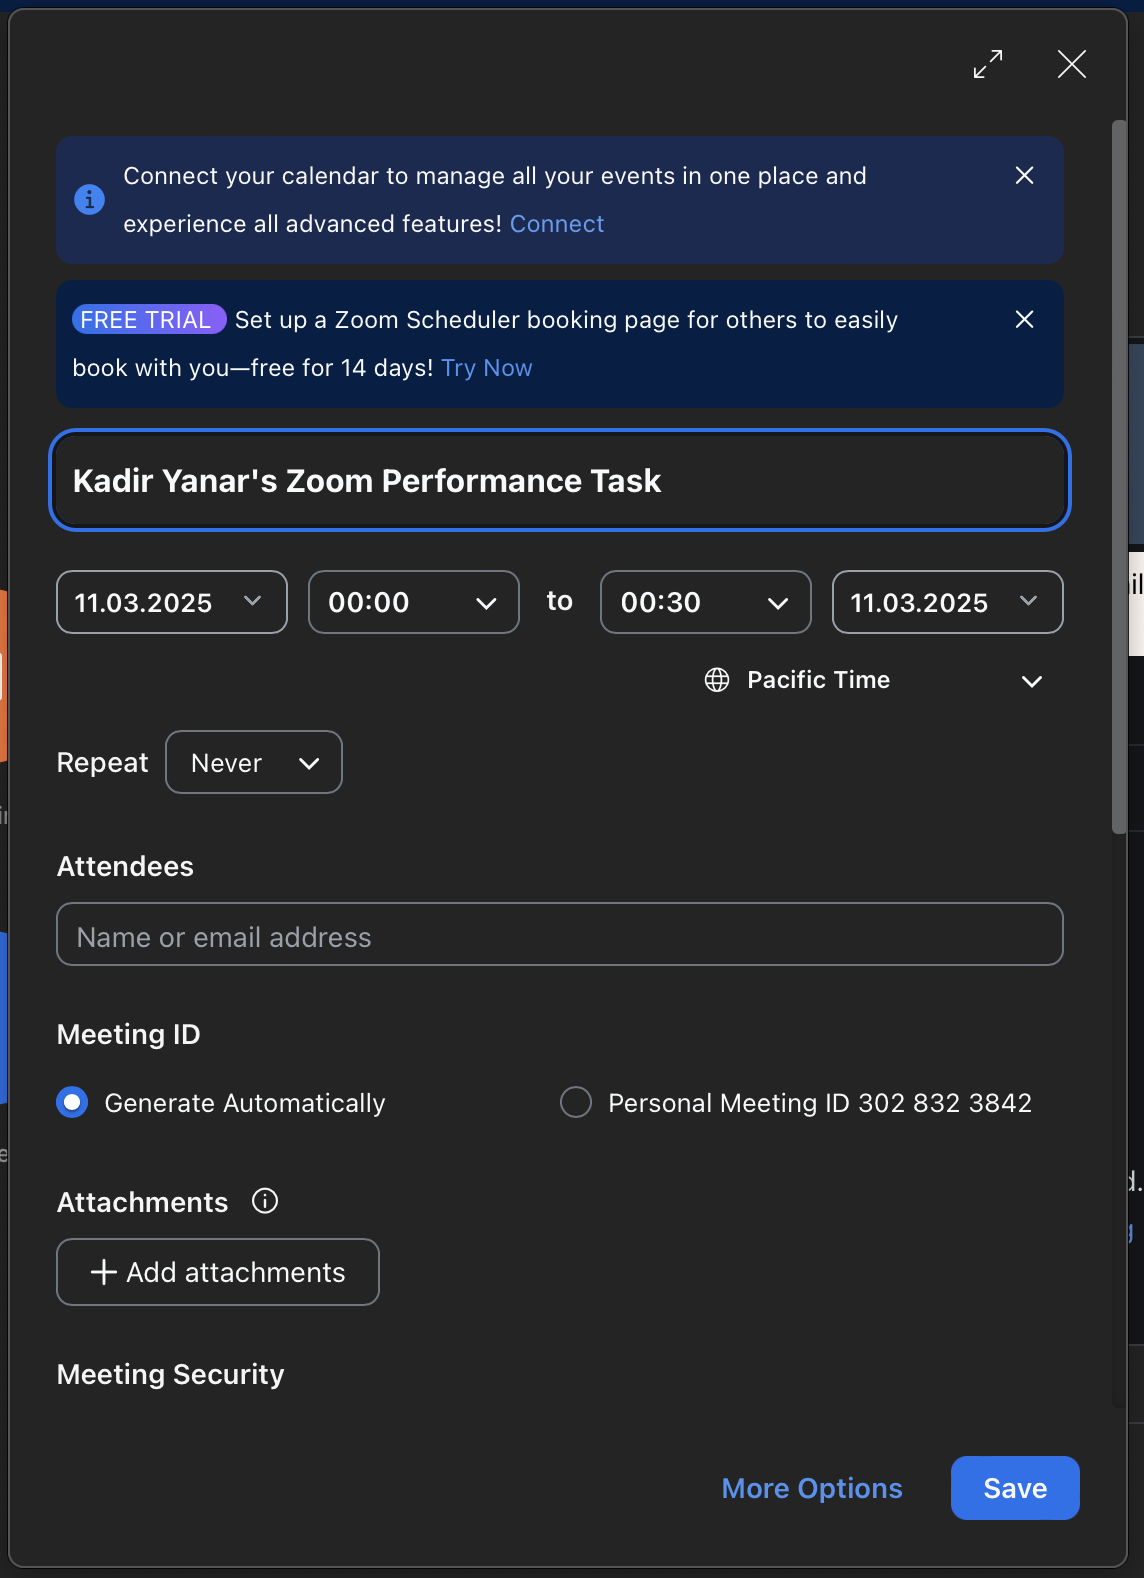 Connect your calendar to manage all your events in one place and
experience all advanced features! Connect
FREE TRIAL Set up a Zoom Scheduler booking page for others to easily
book with you—free for 14 days! Try Now
Kadir Yanar's Zoom Performance Task
11.03.2025 00:00 to 00:30 11.03.2025
Pacific Time
Repeat Never
Attendees
Name or email address
Meeting ID
Generate Automatically Personal Meeting ID 302 832 3842
Attachments
Add attachments
Meeting Security
More Options Save